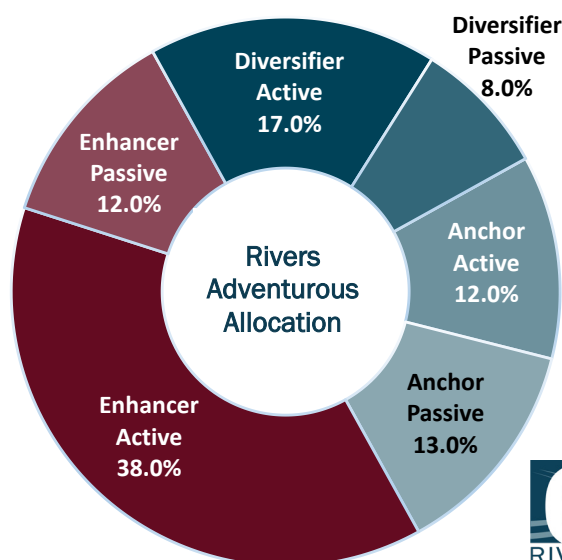 Diversifier
Passive
8.0%
Diversifier
Active
17.0%
Enhancer
Passive
12.0%
Anchor
Active
12.0%
Rivers
Adventurous
Allocation
Anchor
Passive
13.0%
Enhancer
Active
38.0%
RIV